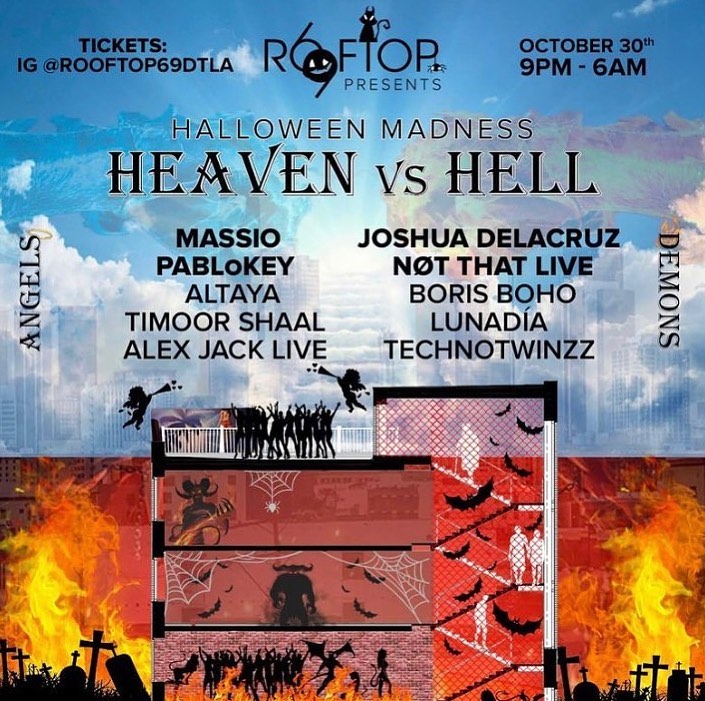 TICKETS:
IG @ROOFTOP69DTLA
R69OFTOP
PRESENTS
OCTOBER 30th
9PM - 6AM
HALLOWEEN MADNESS
HEAVEN VS HELL
ANGELS
MASSIO
PABLoKEY
ALTAYA
TIMOOR SHAAL
ALEX JACK LIVE
JOSHUA DELACRUZ
NØT THAT LIVE
BORIS BOHO
LUNADÍA
TECHNOTWINZZ
DEMONS